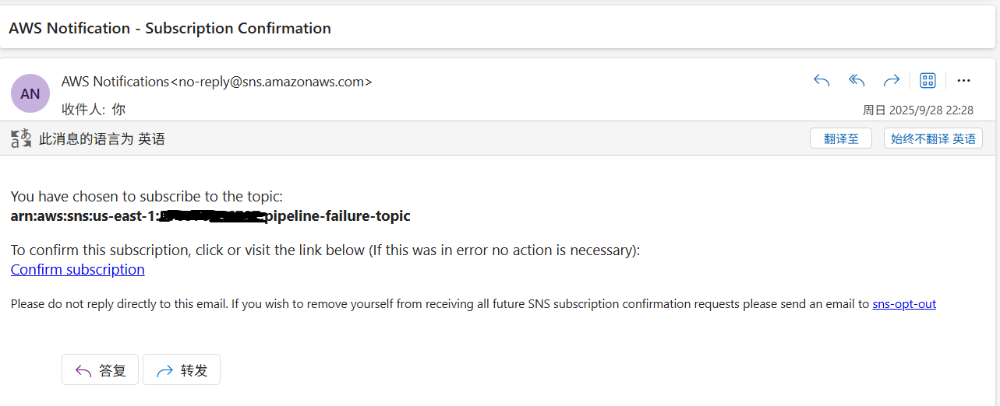 AWS Notification - Subscription Confirmation
AN
AWS Notifications<no-reply@sns.amazonaws.com>
收件人: 你
周日 2025/9/28 22:28
此消息的语言为 英语
翻译至
始终不翻译 英语
You have chosen to subscribe to the topic:
arn:aws:sns:us-east-1: pipeline-failure-topic
To confirm this subscription, click or visit the link below (If this was in error no action is necessary):
Confirm subscription
Please do not reply directly to this email. If you wish to remove yourself from receiving all future SNS subscription confirmation requests please send an email to sns-opt-out
答复
转发